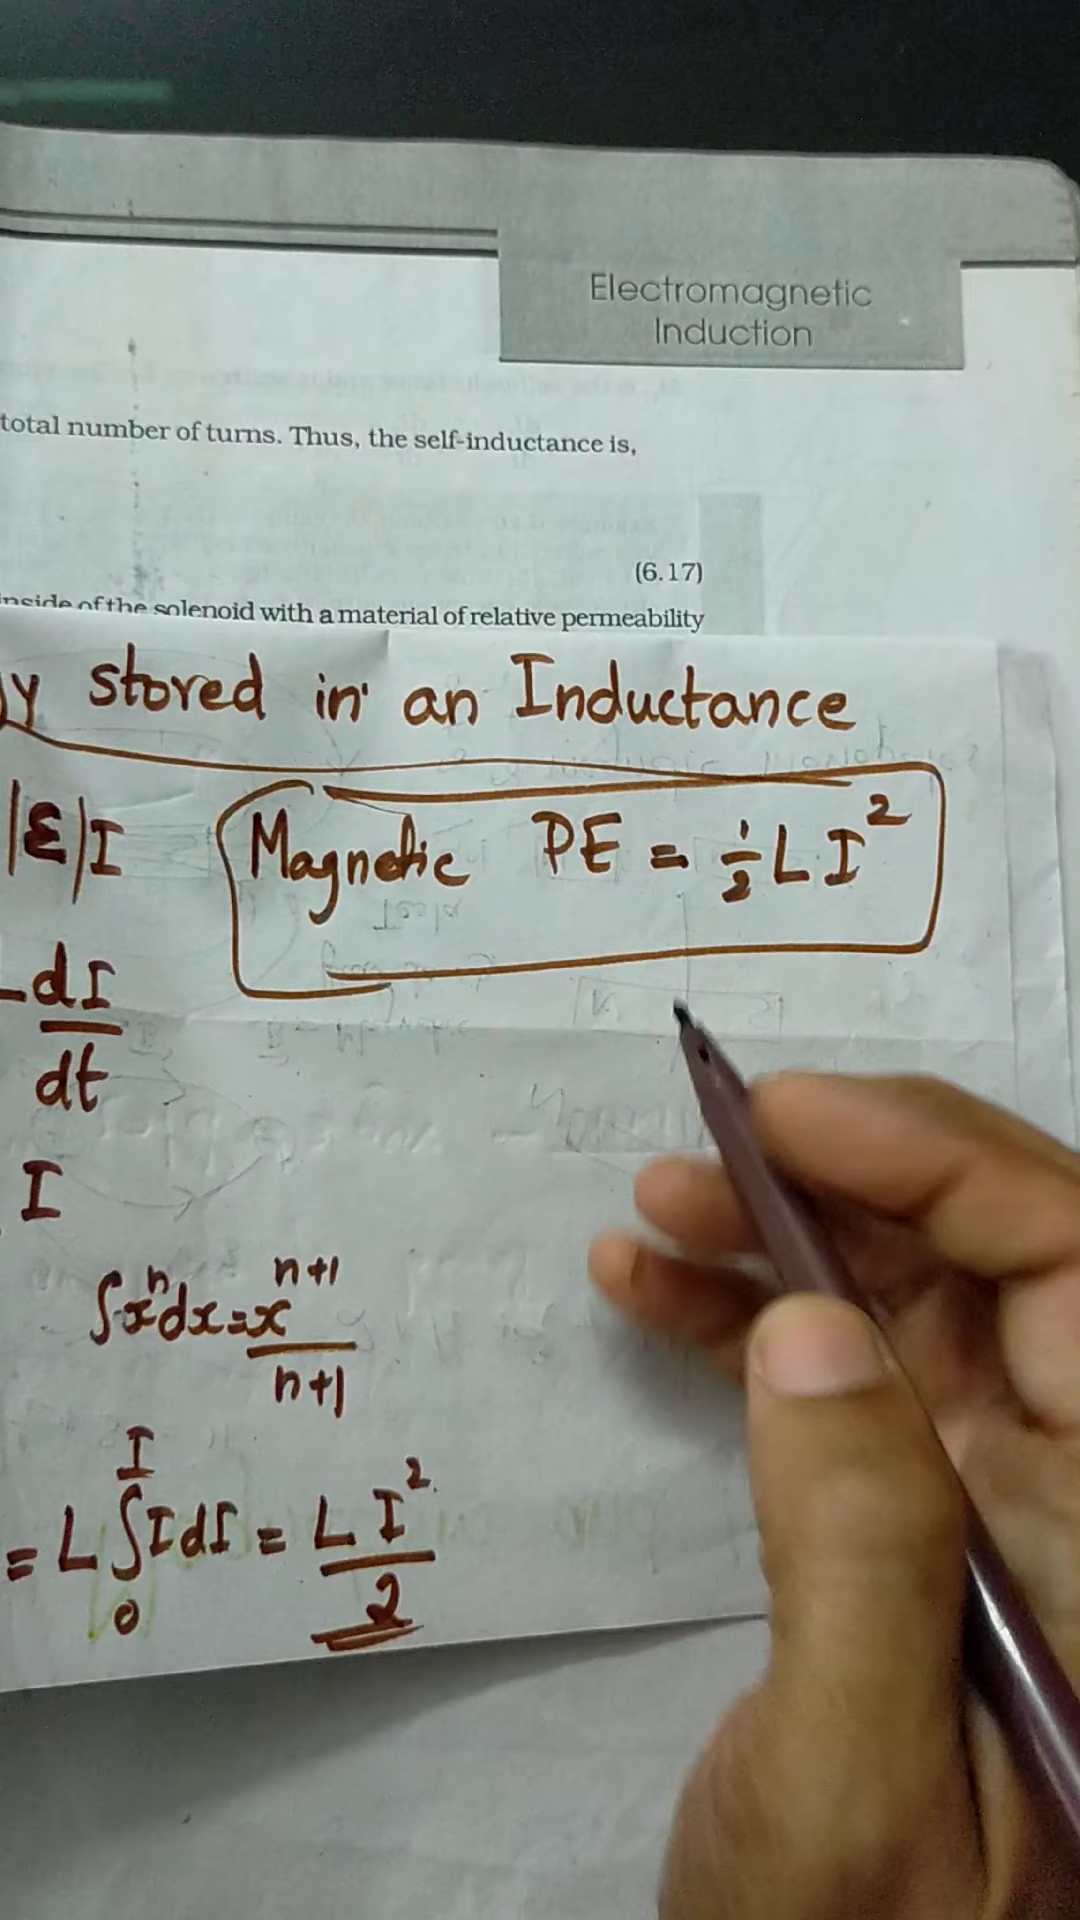 Electromagnetic
Induction
total number of turns. Thus, the self-inductance is,
(6.17)
inside of the solenoid with a material of relative permeability
y stored in an Inductance
|ε|I
Magnetic PE = ½LI²
dI
dt
I
∫xⁿdx = xⁿ⁺¹
n+1
I
= L ∫IdI = LI²
0 2